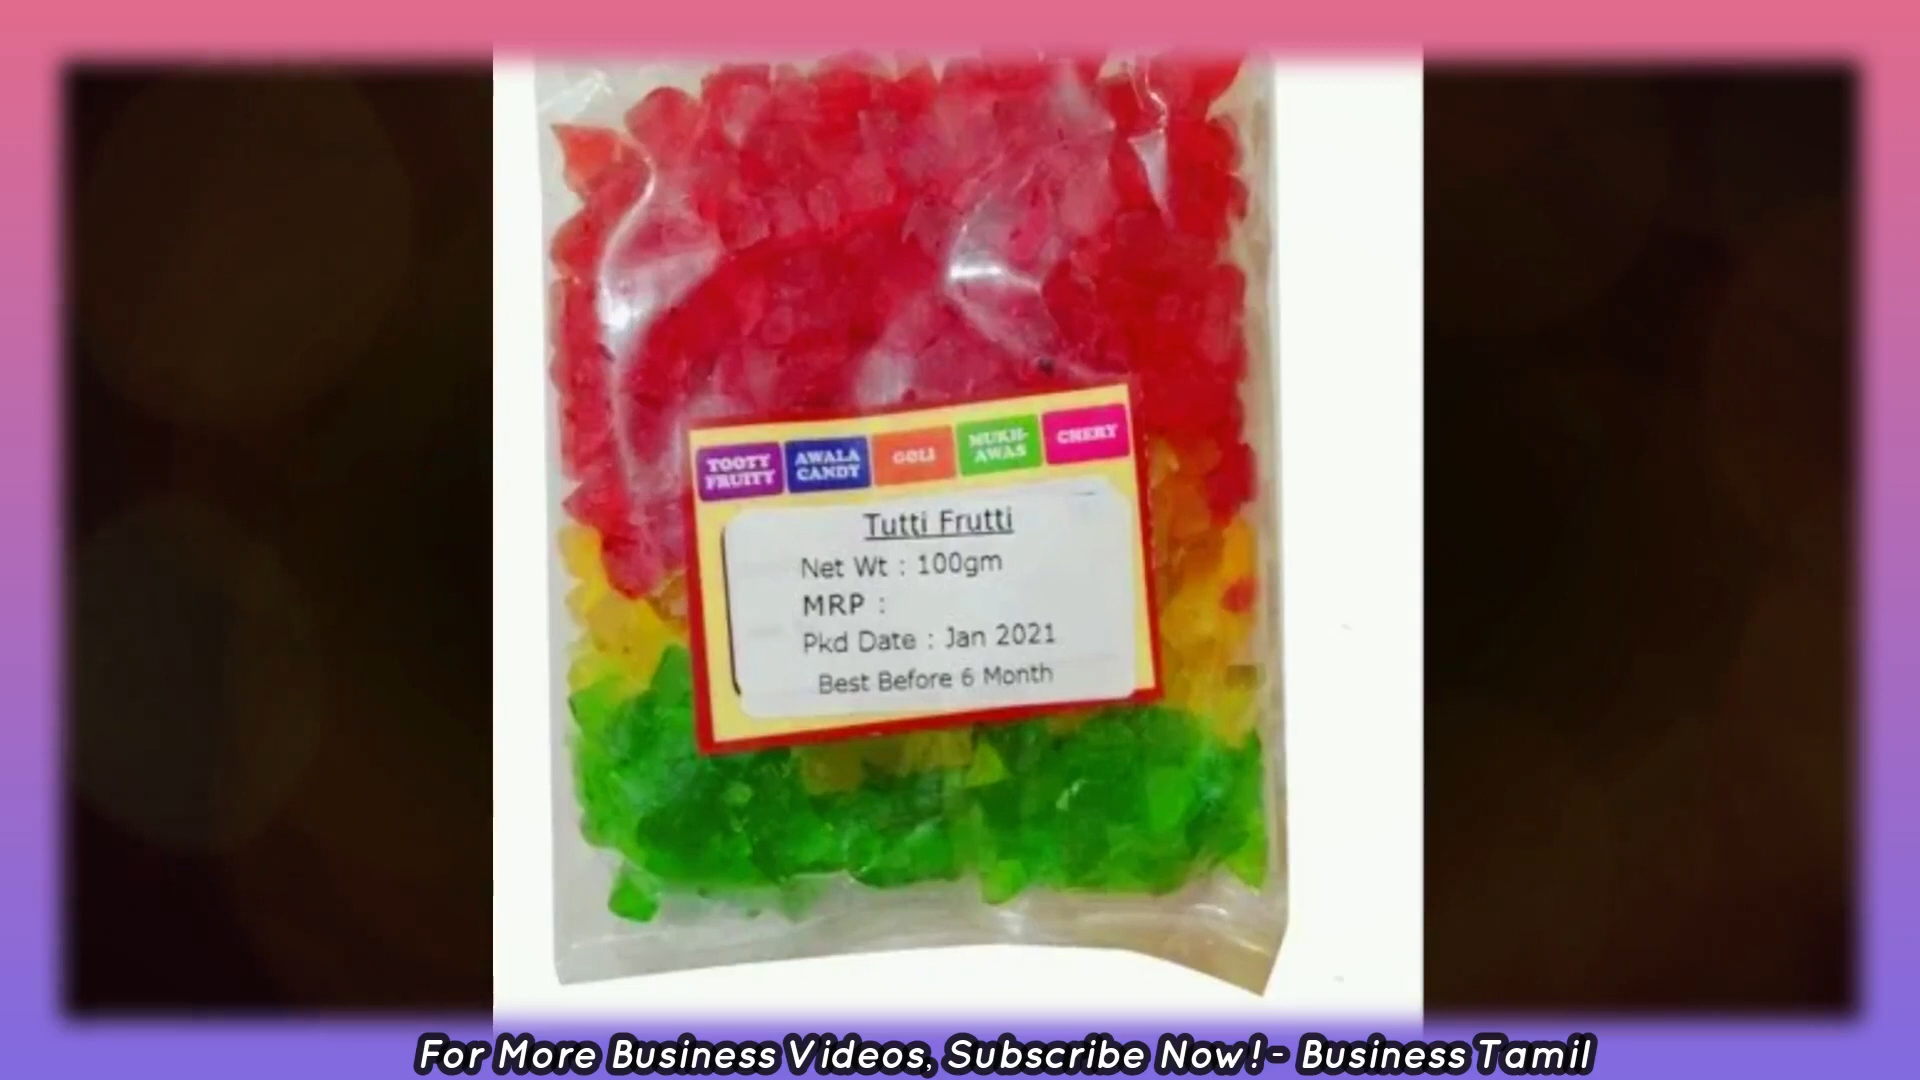 TOOTY
FRUITY
AWALA
CANDY
GOLI
MUKH-
AWAS
CHERY
Tutti Frutti
Net Wt : 100gm
MRP :
Pkd Date : Jan 2021
Best Before 6 Month
For More Business Videos, Subscribe Now! - Business Tamil